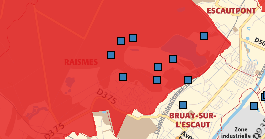 ESCAUTPONT
RAISMES
D375
BRUAY-SUR-
L'ESCAUT
Zone
industrielle